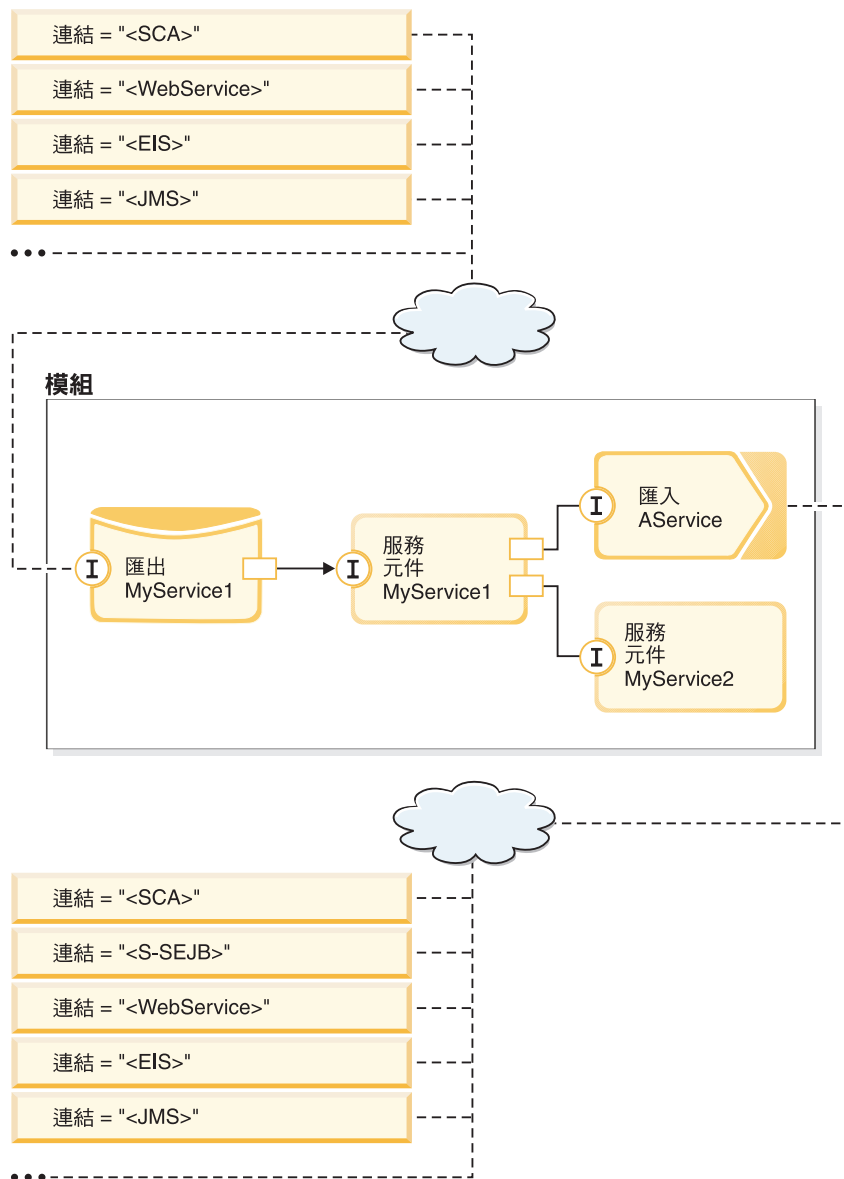 連結 = "<SCA>"
連結 = "<WebService>"
連結 = "<EIS>"
連結 = "<JMS>"
•••
模組
I
匯出
MyService1
I
服務
元件
MyService1
I
匯入
AService
I
服務
元件
MyService2
連結 = "<SCA>"
連結 = "<S-SEJB>"
連結 = "<WebService>"
連結 = "<EIS>"
連結 = "<JMS>"
•••